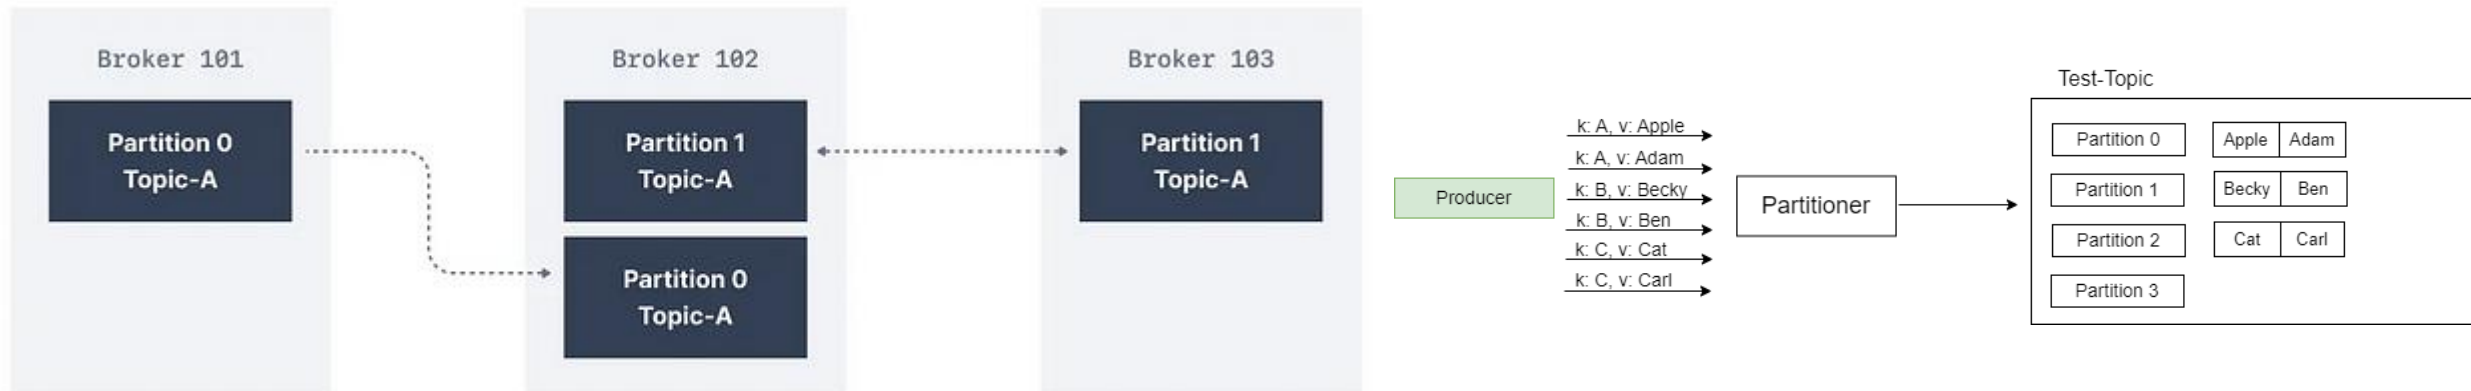 Broker 101
Partition 0
Topic-A
Broker 102
Partition 1
Topic-A
Partition 0
Topic-A
Broker 103
Partition 1
Topic-A
Producer
k: A, v: Apple
k: A, v: Adam
k: B, v: Becky
k: B, v: Ben
k: C, v: Cat
k: C, v: Carl
Partitioner
Test-Topic
Partition 0 Apple Adam
Partition 1 Becky Ben
Partition 2 Cat Carl
Partition 3